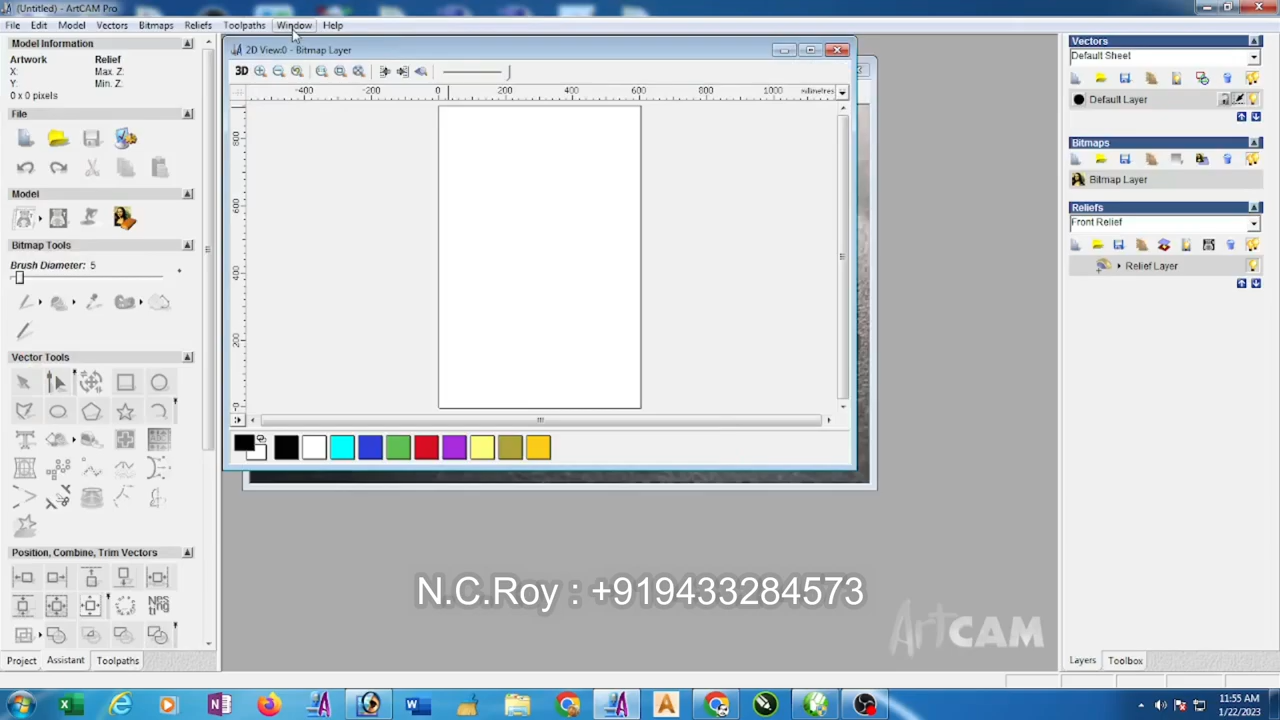 (Untitled) - ArtCAM Pro
File Edit Model Vectors Bitmaps Reliefs Toolpaths Window Help
Model Information
Artwork Relief
X: Max. Z:
Y: Min. Z:
0 x 0 pixels
File
Model
Bitmap Tools
Brush Diameter: 5
Vector Tools
Position, Combine, Trim Vectors
Project Assistant Toolpaths
2D View:0 - Bitmap Layer
3D
-400 -200 0 200 400 600 800 1000 millimetres
800
600
400
200
-0
Vectors
Default Sheet
Default Layer
Bitmaps
Bitmap Layer
Reliefs
Front Relief
Relief Layer
Layers Toolbox
N.C.Roy : +919433284573
ArtCAM
11:55 AM
1/22/2023